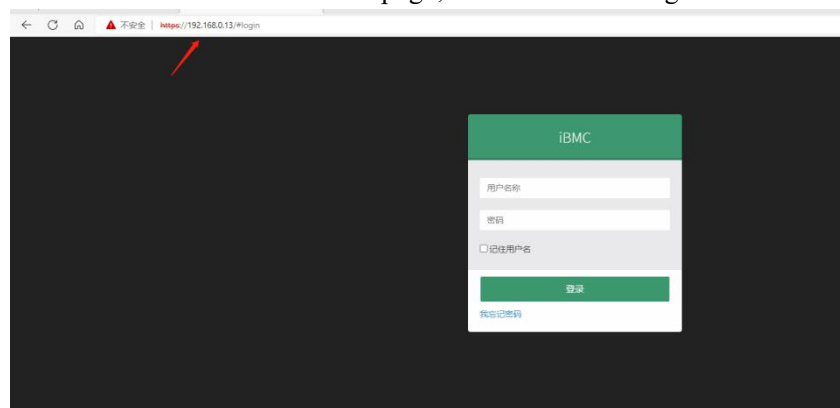 page,
不安全 | https://192.168.0.13/#login
iBMC
用户名称
密码
记住用户名
登录
我忘记密码